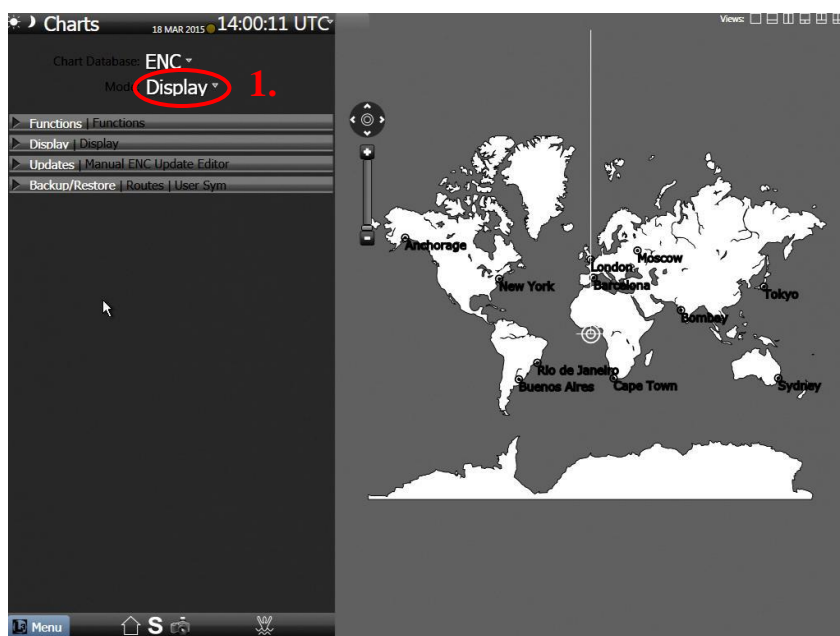 Charts 18 MAR 2015 14:00:11 UTC
Views:
Chart Database: ENC
Mode: Display 1.
Functions | Functions
Display | Display
Updates | Manual ENC Update Editor
Backup/Restore | Routes | User Sym
Anchorage
Moscow
London
New York
Barcelona
Tokyo
Bombay
Rio de Janeiro
Buenos Aires
Cape Town
Sydney
Menu
S